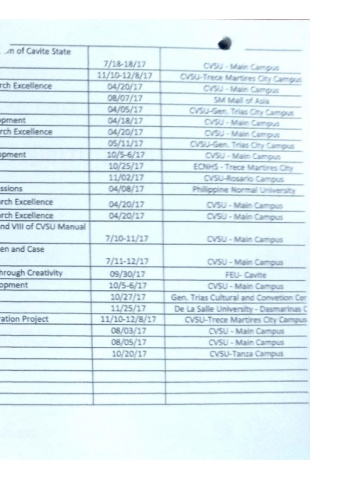 of Cavite State
7/18-18/17 CVSU - Main Campus
11/10-12/8/17 CVSU-Trece Martires City Campus
rch Excellence 04/20/17 CVSU - Main Campus
08/07/17 SM Mall of Asia
04/05/17 CVSU-Gen. Trias City Campus
opment 04/18/17 CVSU - Main Campus
rch Excellence 04/20/17 CVSU - Main Campus
05/11/17 CVSU-Gen. Trias City Campus
opment 10/5-6/17 CVSU - Main Campus
10/25/17 ECNHS - Trece Martires City
11/02/17 CVSU-Rosario Campus
ssions 04/08/17 Philippine Normal University
rch Excellence 04/20/17 CVSU - Main Campus
rch Excellence 04/20/17 CVSU - Main Campus
nd VIII of CVSU Manual
7/10-11/17 CVSU - Main Campus
en and Case
7/11-12/17 CVSU - Main Campus
hrough Creativity 09/30/17 FEU- Cavite
opment 10/5-6/17 CVSU - Main Campus
10/27/17 Gen. Trias Cultural and Convetion Cer
11/25/17 De La Salle University - Dasmarinas C
ration Project 11/10-12/8/17 CVSU-Trece Martires City Campus
08/03/17 CVSU - Main Campus
08/05/17 CVSU - Main Campus
10/20/17 CVSU-Tanza Campus